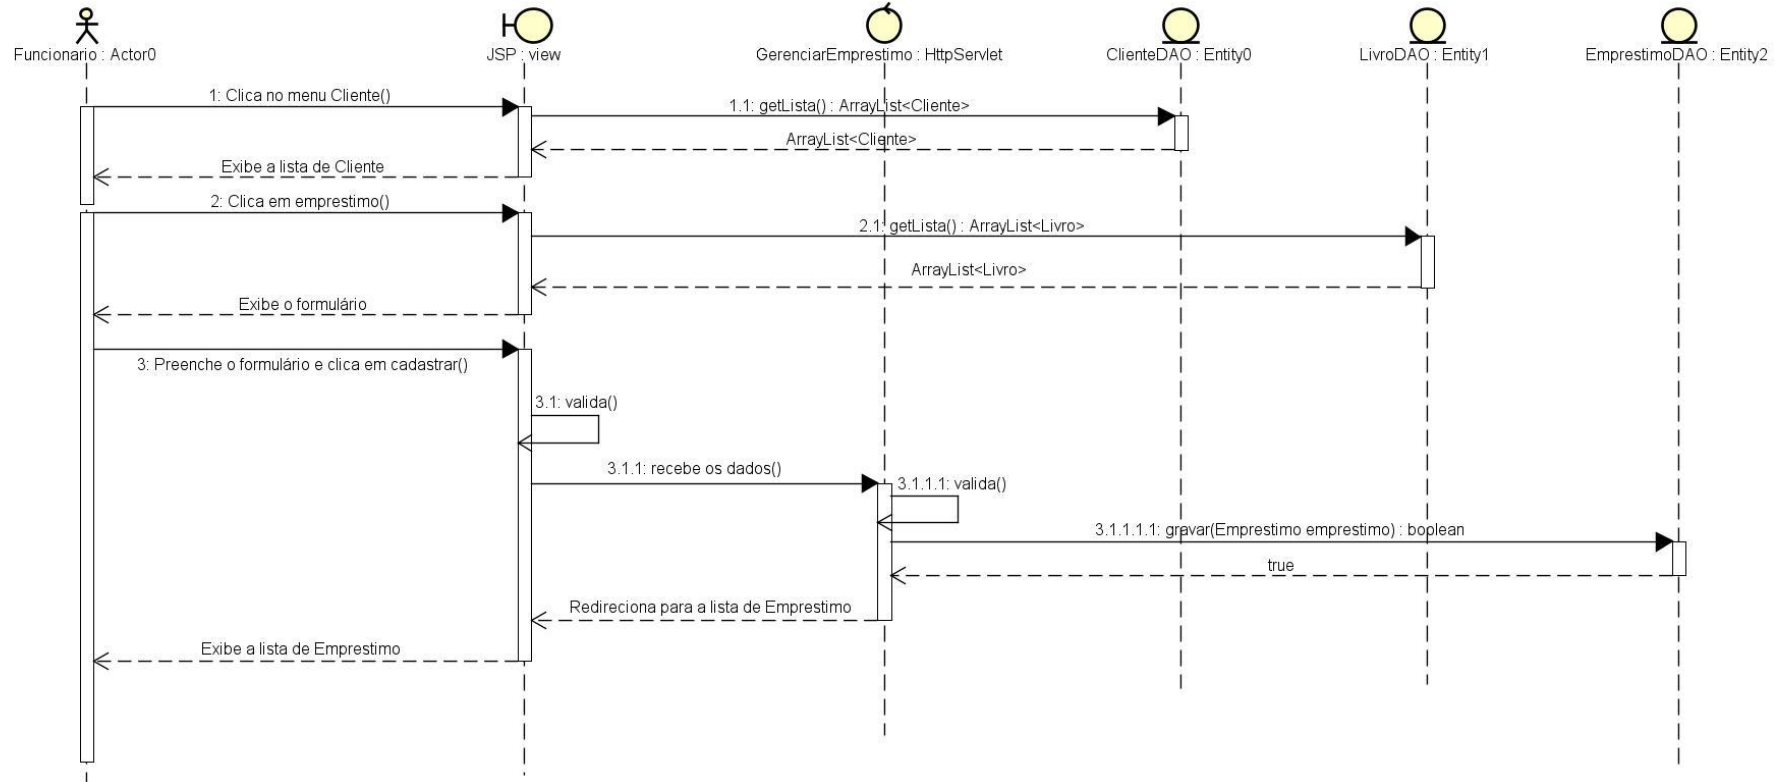 Funcionario : Actor0
JSP : view
GerenciarEmprestimo : HttpServlet
ClienteDAO : Entity0
LivroDAO : Entity1
EmprestimoDAO : Entity2
1: Clica no menu Cliente()
1.1: getLista() : ArrayList<Cliente>
ArrayList<Cliente>
Exibe a lista de Cliente
2: Clica em emprestimo()
2.1: getLista() : ArrayList<Livro>
ArrayList<Livro>
Exibe o formulário
3: Preenche o formulário e clica em cadastrar()
3.1: valida()
3.1.1: recebe os dados()
3.1.1.1: valida()
3.1.1.1.1: gravar(Emprestimo emprestimo) : boolean
true
Redireciona para a lista de Emprestimo
Exibe a lista de Emprestimo